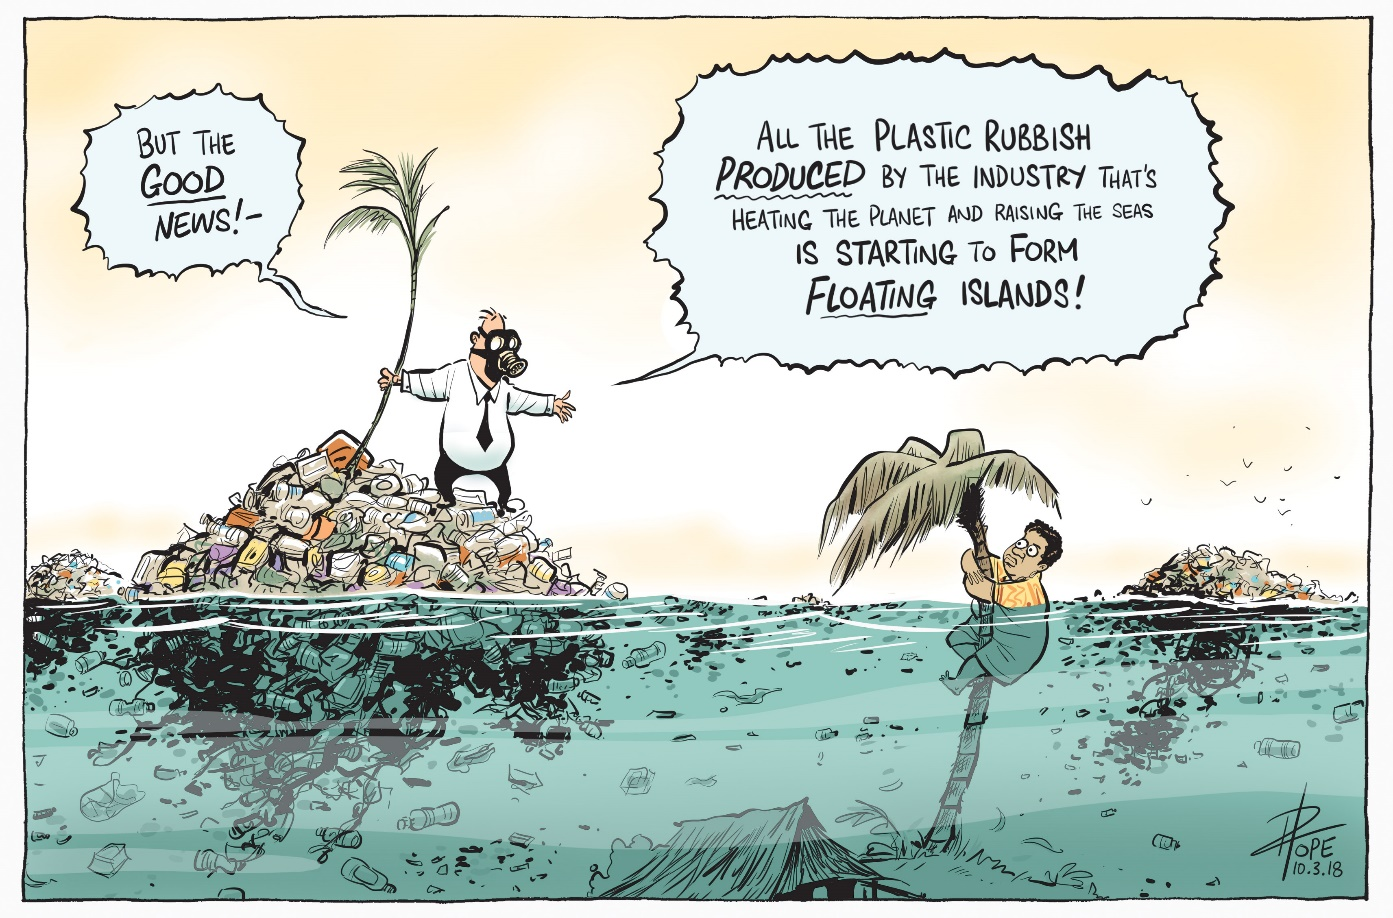 BUT THE
GOOD
NEWS!-
ALL THE PLASTIC RUBBISH
PRODUCED BY THE INDUSTRY THAT'S
HEATING THE PLANET AND RAISING THE SEAS
IS STARTING TO FORM
FLOATING ISLANDS!
POPE
10.3.18